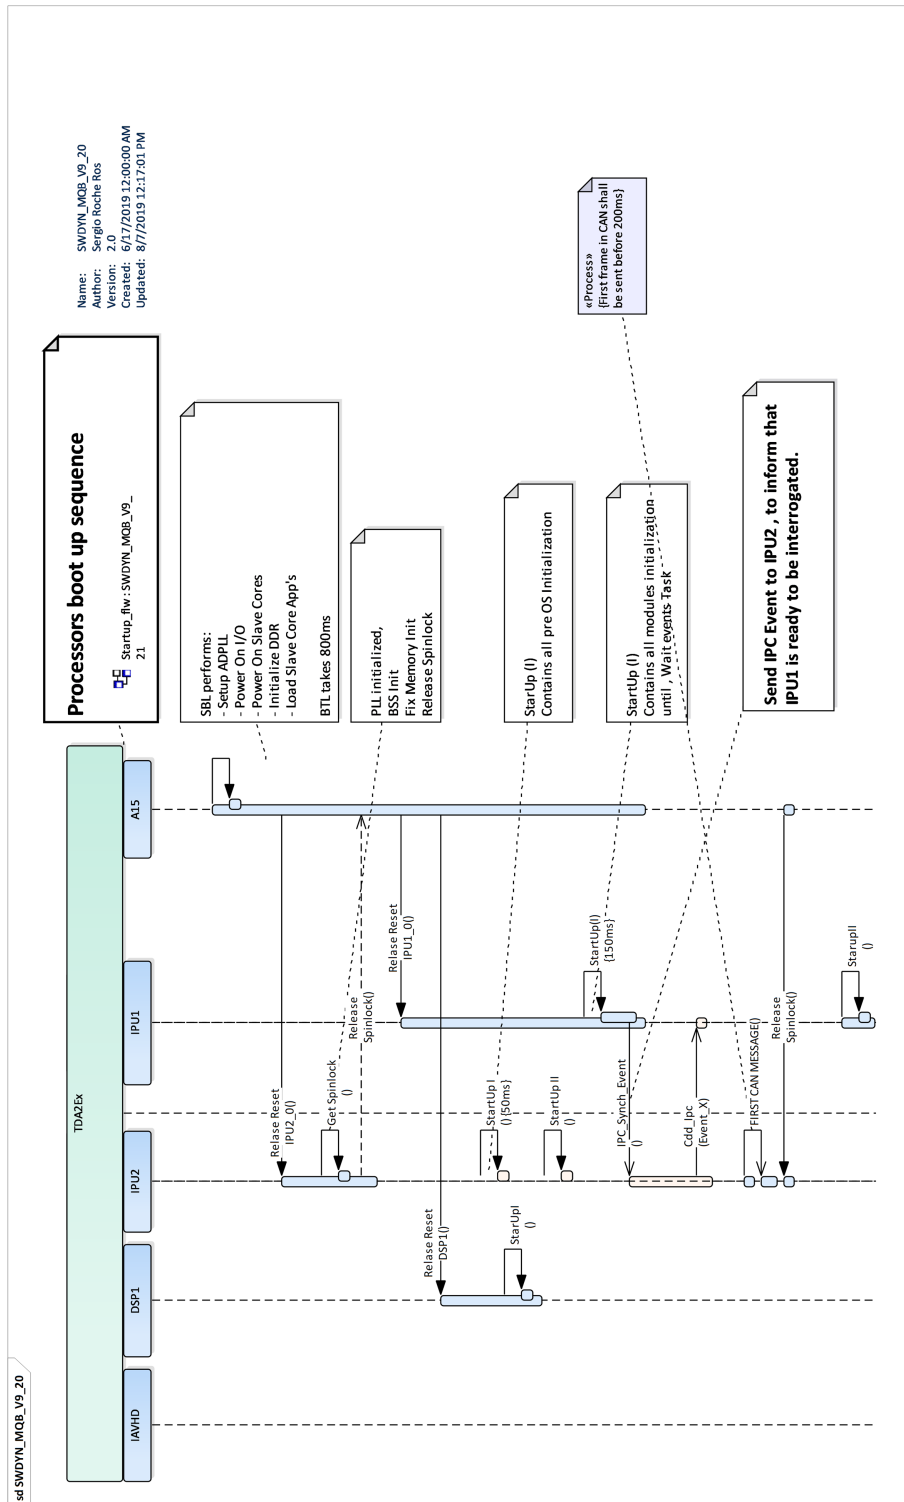 sd SWDYN_MQB_V9_20
TDA2Ex
IAVHD
DSP1
IPU2
IPU1
A15
Processors boot up sequence
Startup_flw : SWDYN_MQB_V9_
21
Name: SWDYN_MQB_V9_20
Author: Sergio Roche Ros
Version: 2.0
Created: 6/17/2019 12:00:00 AM
Updated: 8/7/2019 12:17:01 PM
SBL performs:
- Setup ADPLL
- Power On I/O
- Power On Slave Cores
- Initialize DDR
- Load Slave Core App's
BTL takes 800ms
Relase Reset
IPU2_0()
Get Spinlock
()
Release
Spinlock()
PLL initialized,
BSS Init
Fix Memory Init
Release Spinlock
Relase Reset
IPU1_0()
Relase Reset
DSP1()
StartUp I
() {50ms}
StarUpI
()
StarUp (I)
Contains all pre OS Initialization
StartUp II
()
StartUp(I)
{150ms}
StartUp (I)
Contains all modules initialization
until , Wait events Task
«Process»
{First frame in CAN shall
be sent before 200ms}
IPC_Synch_Event
()
Cdd_Ipc
(Event_X)
FIRST CAN MESSAGE()
Send IPC Event to IPU2 , to inform that
IPU1 is ready to be interrogated.
Release
Spinlock()
StarupII
()